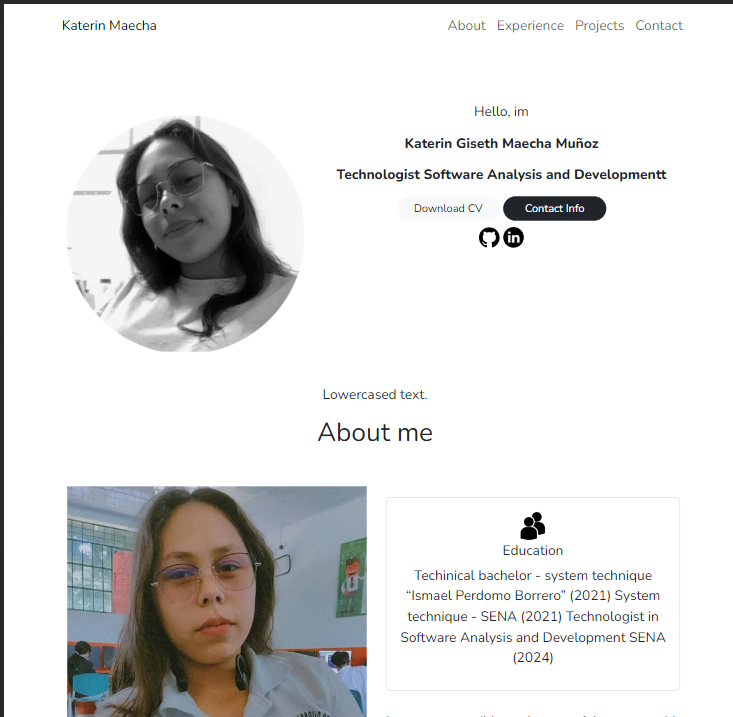 Katerin Maecha
About Experience Projects Contact
Hello, im
Katerin Giseth Maecha Muñoz
Technologist Software Analysis and Developmentt
Download CV Contact Info
in
Lowercased text.
About me
Education
Techinical bachelor - system technique
“Ismael Perdomo Borrero” (2021) System
technique - SENA (2021) Technologist in
Software Analysis and Development SENA
(2024)